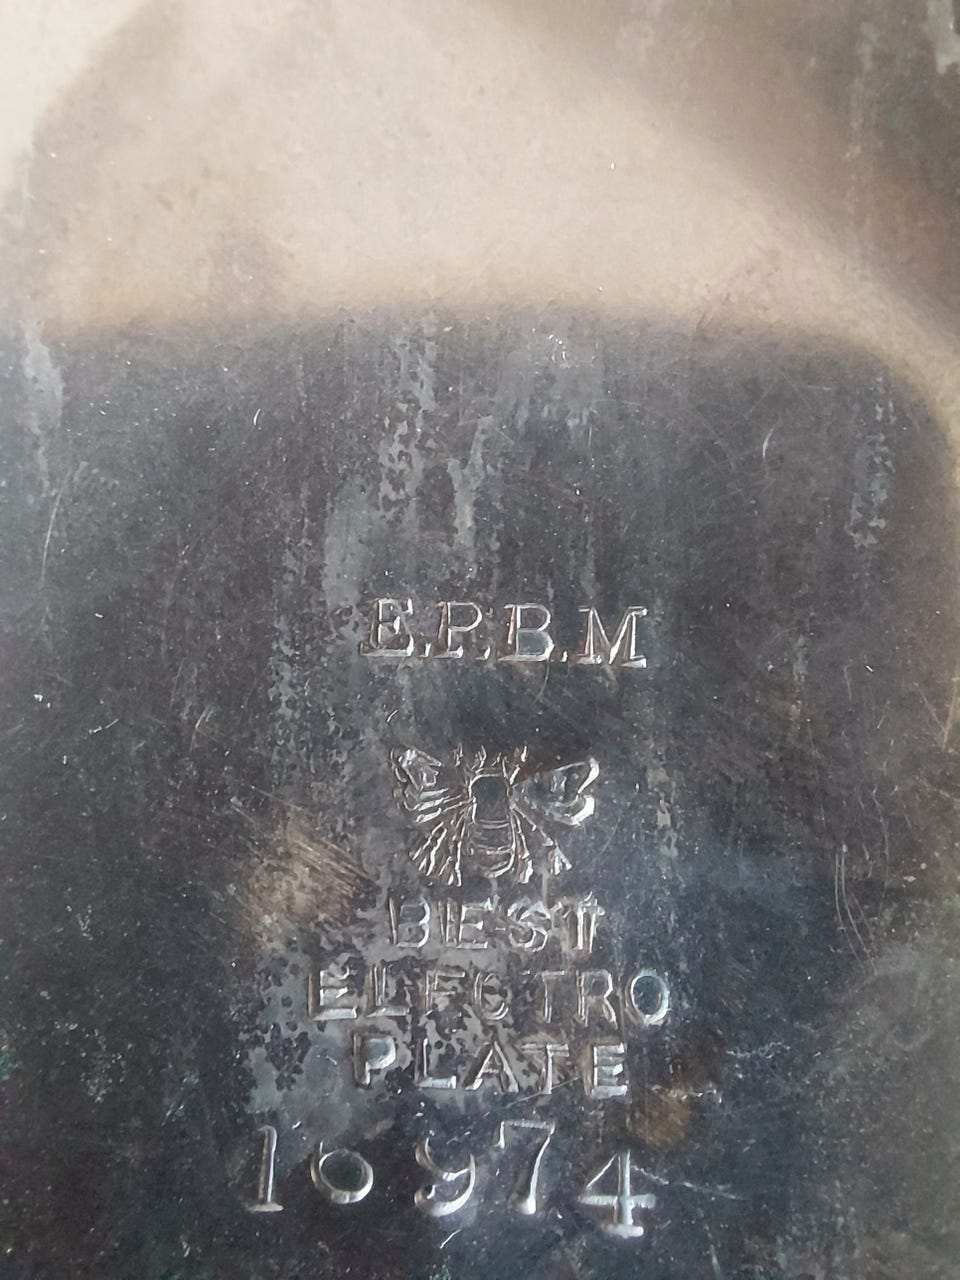 E.P.B.M
BEST
ELECTRO
PLATE
16974